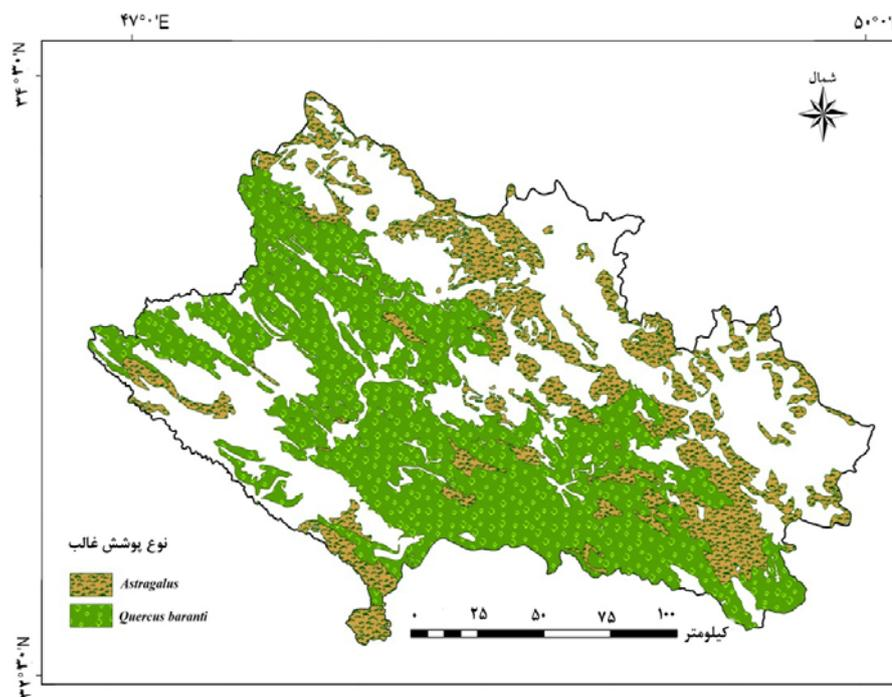 ۴۷°۰'E
۵۰°۰'
۳۴°۳۰'N
شمال
نوع پوشش غالب
Astragalus
Quercus baranti
۰ ۲۵ ۵۰ ۷۵ ۱۰۰
کیلومتر
۳۲°۳۰'N